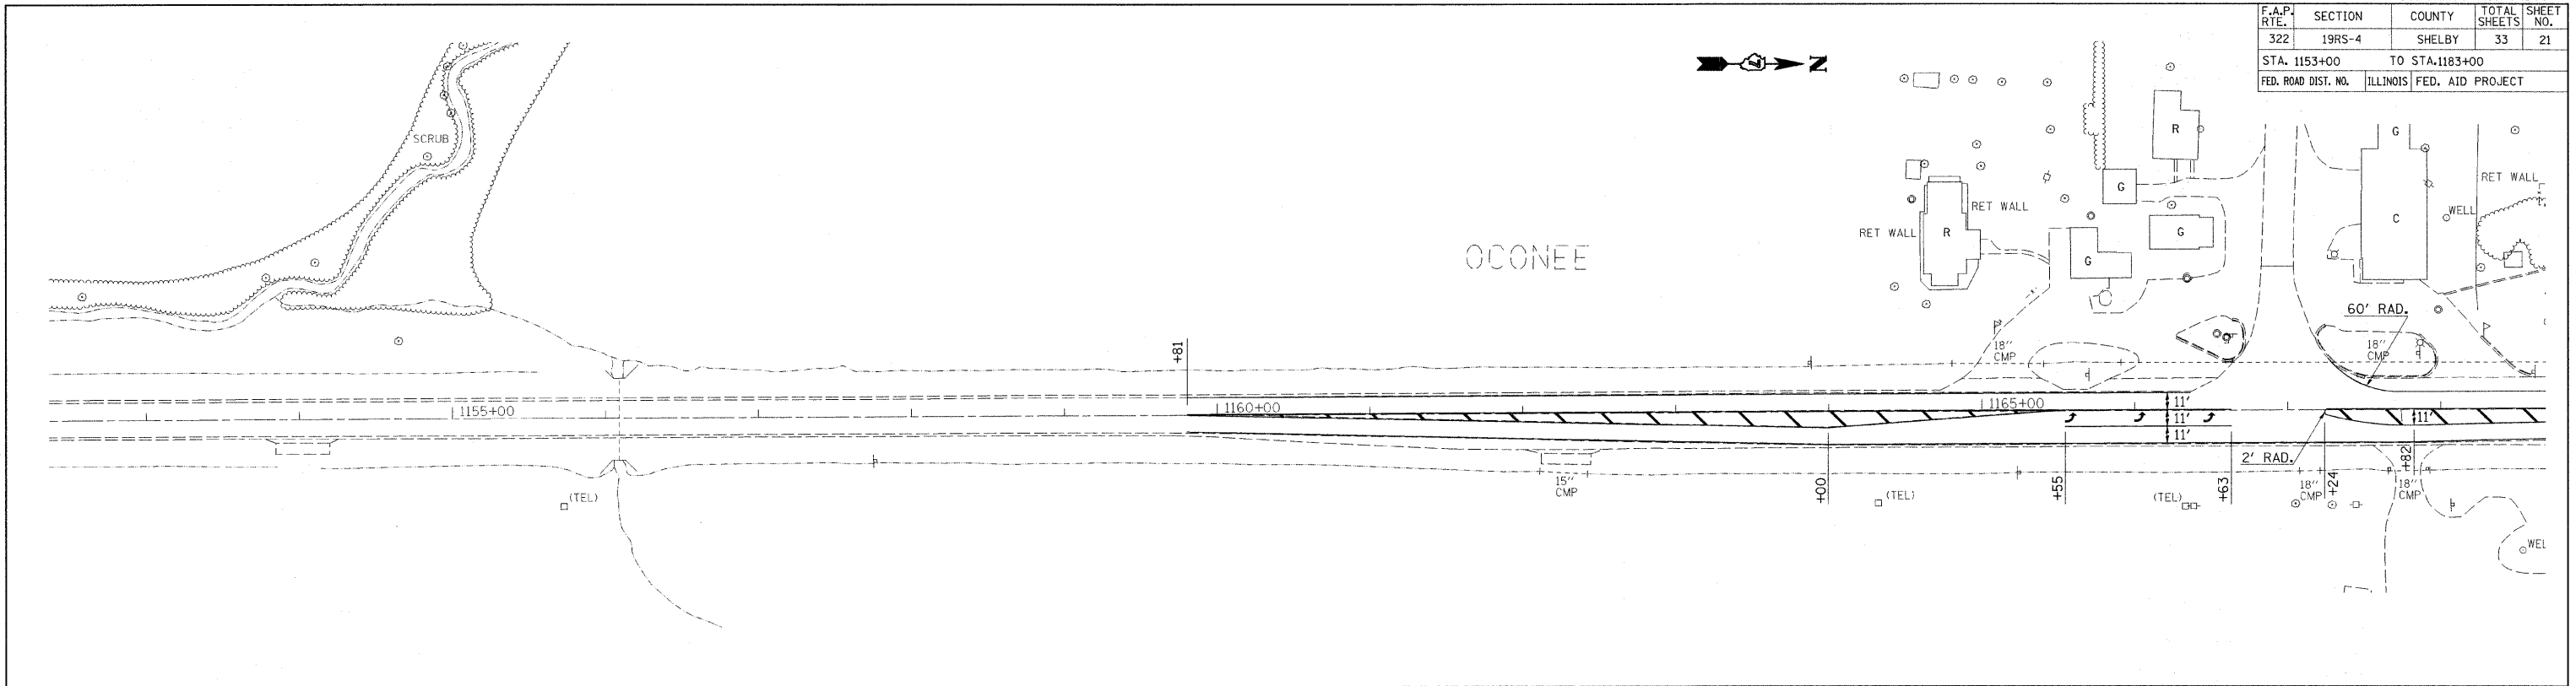 F.A.P. RTE. SECTION COUNTY TOTAL SHEETS SHEET NO.
322 19RS-4 SHELBY 33 21
STA. 1153+00 TO STA.1183+00
FED. ROAD DIST. NO. ILLINOIS FED. AID PROJECT
N
SCRUB
OCONEE
R
G
RET WALL
RET WALL
R
G
G
G
G
C
WELL
RET WALL
60' RAD.
18" CMP
18" CMP
+81
1155+00
1160+00
1165+00
11'
11'
11'
11'
2' RAD.
15" CMP
+00
+55
+63
+24
+82
18" CMP
18" CMP
(TEL)
(TEL)
(TEL)
WEL